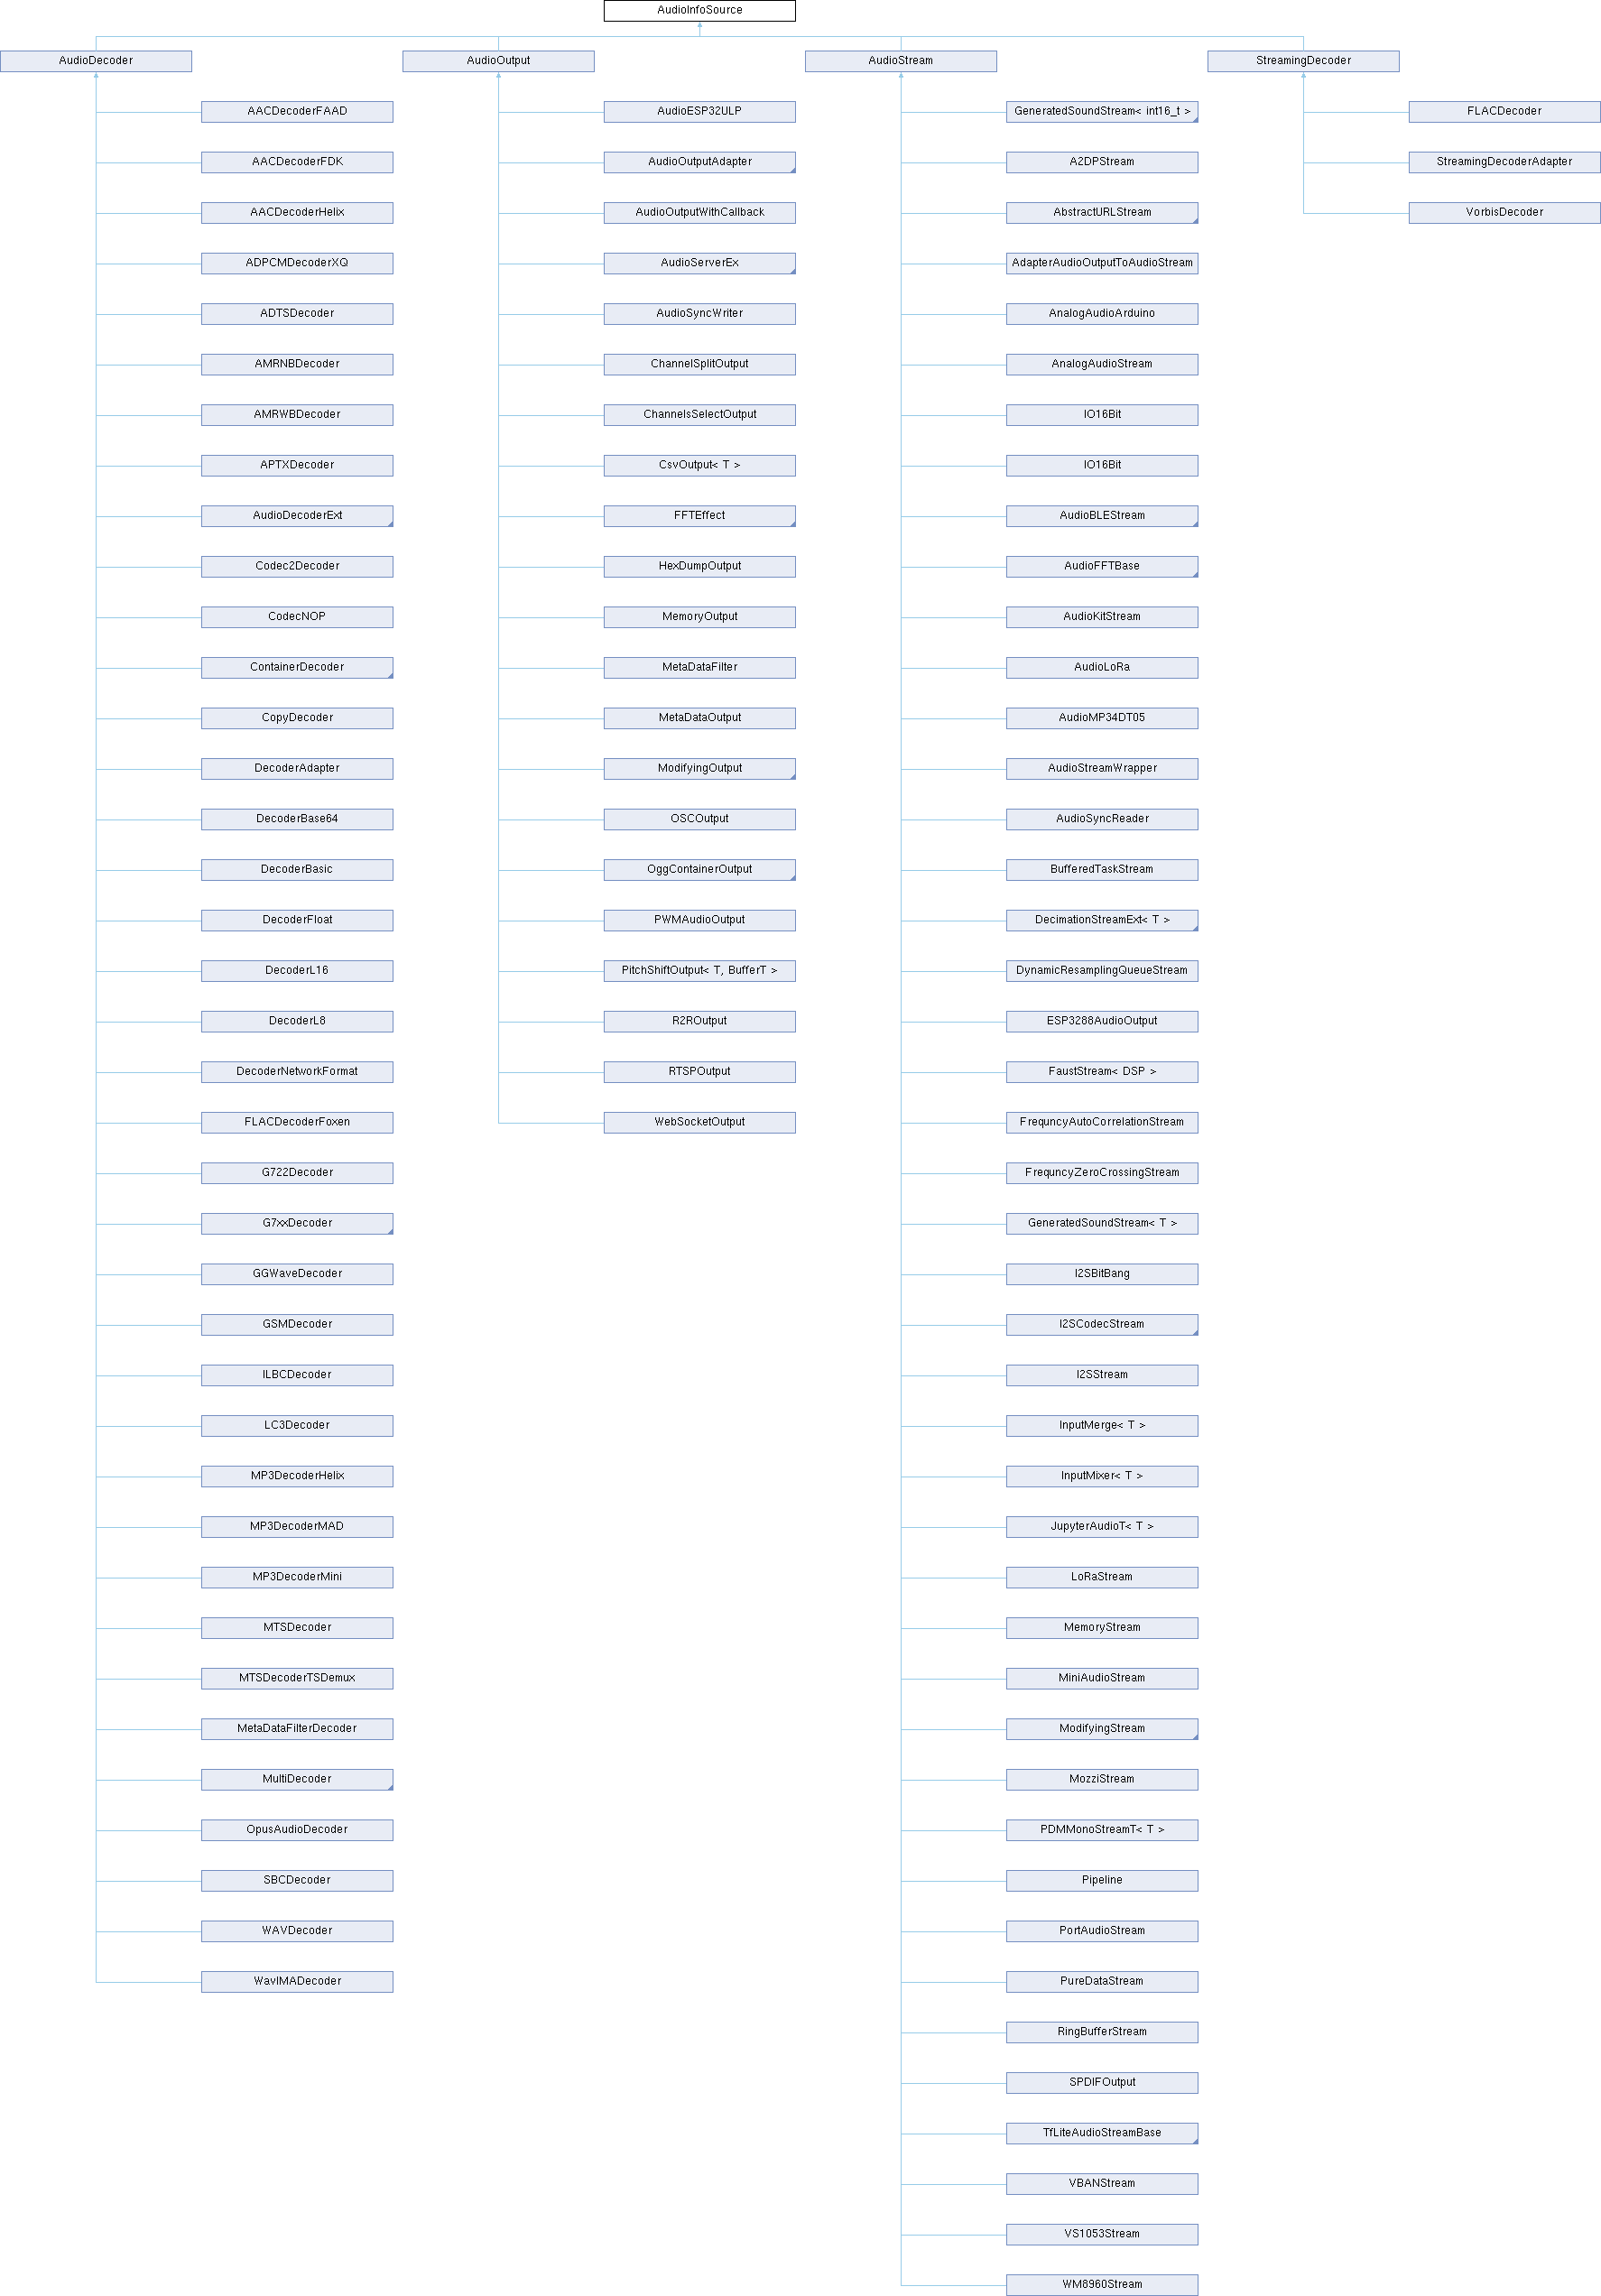 AudioInfoSource
AudioDecoder
AudioOutput
AudioStream
StreamingDecoder
AACDecoderFAAD
AudioESP32ULP
GeneratedSoundStream< int16_t >
FLACDecoder
AACDecoderFDK
AudioOutputAdapter
A2DPStream
StreamingDecoderAdapter
AACDecoderHelix
AudioOutputWithCallback
AbstractURLStream
VorbisDecoder
ADPCMDecoderXQ
AudioServerEx
AdapterAudioOutputToAudioStream
ADTSDecoder
AudioSyncWriter
AnalogAudioArduino
AMRNBDecoder
ChannelSplitOutput
AnalogAudioStream
AMRWBDecoder
ChannelsSelectOutput
IO16Bit
APTXDecoder
CsvOutput< T >
IO16Bit
AudioDecoderExt
FFTEffect
AudioBLEStream
Codec2Decoder
HexDumpOutput
AudioFFTBase
CodecNOP
MemoryOutput
AudioKitStream
ContainerDecoder
MetaDataFilter
AudioLoRa
CopyDecoder
MetaDataOutput
AudioMP34DT05
DecoderAdapter
ModifyingOutput
AudioStreamWrapper
DecoderBase64
OSCOutput
AudioSyncReader
DecoderBasic
OggContainerOutput
BufferedTaskStream
DecoderFloat
PWMAudioOutput
DecimationStreamExt< T >
DecoderL16
PitchShiftOutput< T, BufferT >
DynamicResamplingQueueStream
DecoderL8
R2ROutput
ESP3288AudioOutput
DecoderNetworkFormat
RTSPOutput
FaustStream< DSP >
FLACDecoderFoxen
WebSocketOutput
FrequncyAutoCorrelationStream
G722Decoder
FrequncyZeroCrossingStream
G7xxDecoder
GeneratedSoundStream< T >
GGWaveDecoder
I2SBitBang
GSMDecoder
I2SCodecStream
ILBCDecoder
I2SStream
LC3Decoder
InputMerge< T >
MP3DecoderHelix
InputMixer< T >
MP3DecoderMAD
JupyterAudioT< T >
MP3DecoderMini
LoRaStream
MTSDecoder
MemoryStream
MTSDecoderTSDemux
MiniAudioStream
MetaDataFilterDecoder
ModifyingStream
MultiDecoder
MozziStream
OpusAudioDecoder
PDMMonoStreamT< T >
SBCDecoder
Pipeline
WAVDecoder
PortAudioStream
WavIMADecoder
PureDataStream
RingBufferStream
SPDIFOutput
TfLiteAudioStreamBase
VBANStream
VS1053Stream
WM8960Stream